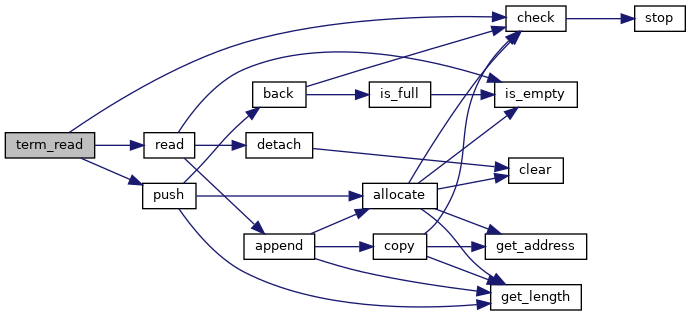 check
stop
back
is_full
is_empty
term_read
read
detach
clear
push
allocate
append
copy
get_address
get_length